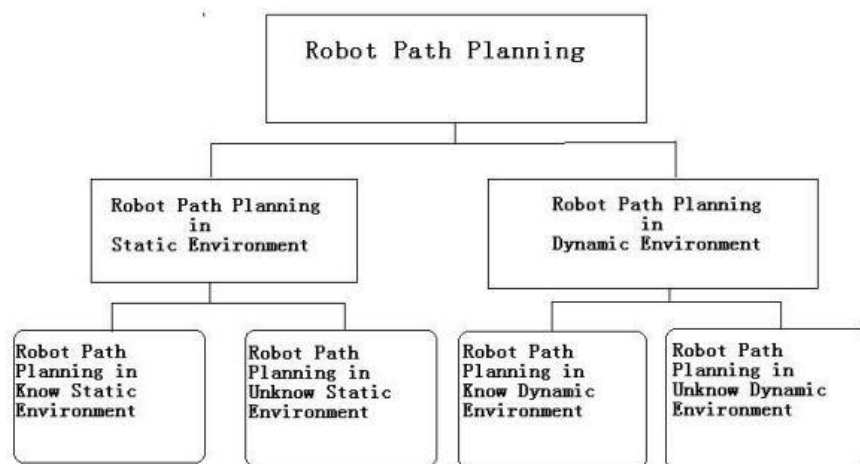 Robot Path Planning
Robot Path Planning
in
Static Environment
Robot Path Planning
in
Dynamic Environment
Robot Path
Planning in
Know Static
Environment
Robot Path
Planning in
Unknow Static
Environment
Robot Path
Planning in
Know Dynamic
Environment
Robot Path
Planning in
Unknow Dynamic
Environment